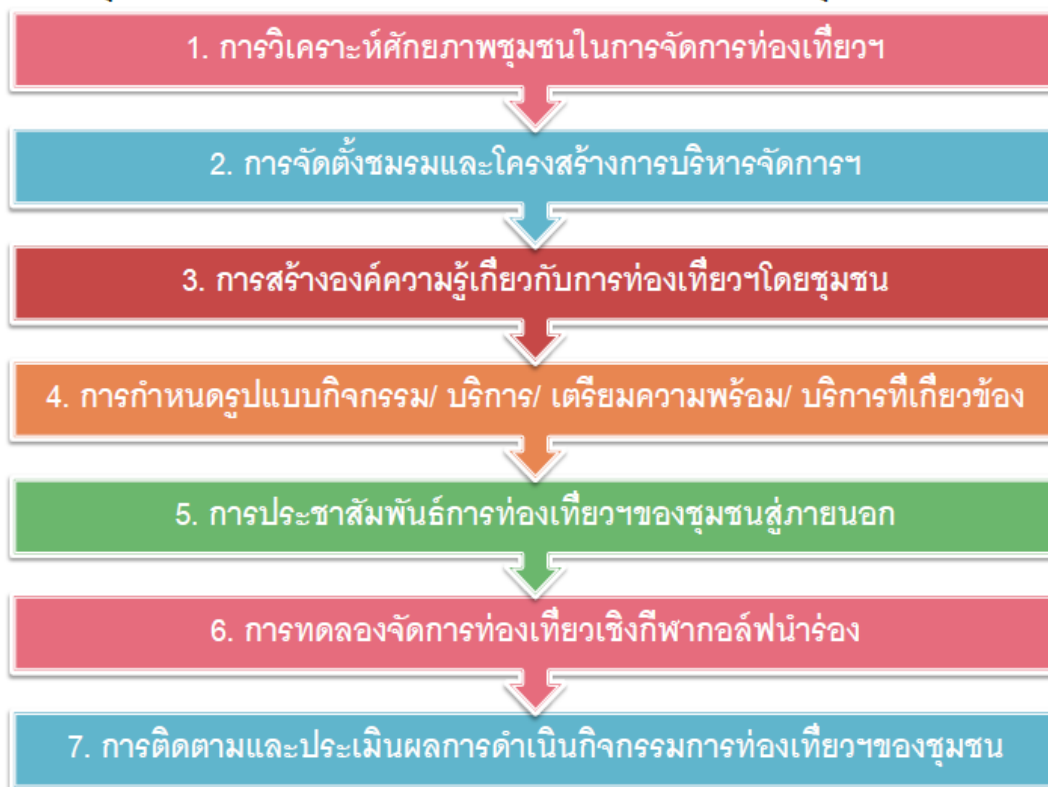 1. การวิเคราะห์ศักยภาพชุมชนในการจัดการท่องเที่ยวฯ
2. การจัดตั้งชมรมและโครงสร้างการบริหารจัดการฯ
3. การสร้างองค์ความรู้เกี่ยวกับการท่องเที่ยวฯโดยชุมชน
4. การกำหนดรูปแบบกิจกรรม/ บริการ/ เตรียมความพร้อม/ บริการที่เกี่ยวข้อง
5. การประชาสัมพันธ์การท่องเที่ยวฯของชุมชนสู่ภายนอก
6. การทดลองจัดการท่องเที่ยวเชิงกีฬากอล์ฟนำร่อง
7. การติดตามและประเมินผลการดำเนินกิจกรรมการท่องเที่ยวฯของชุมชน